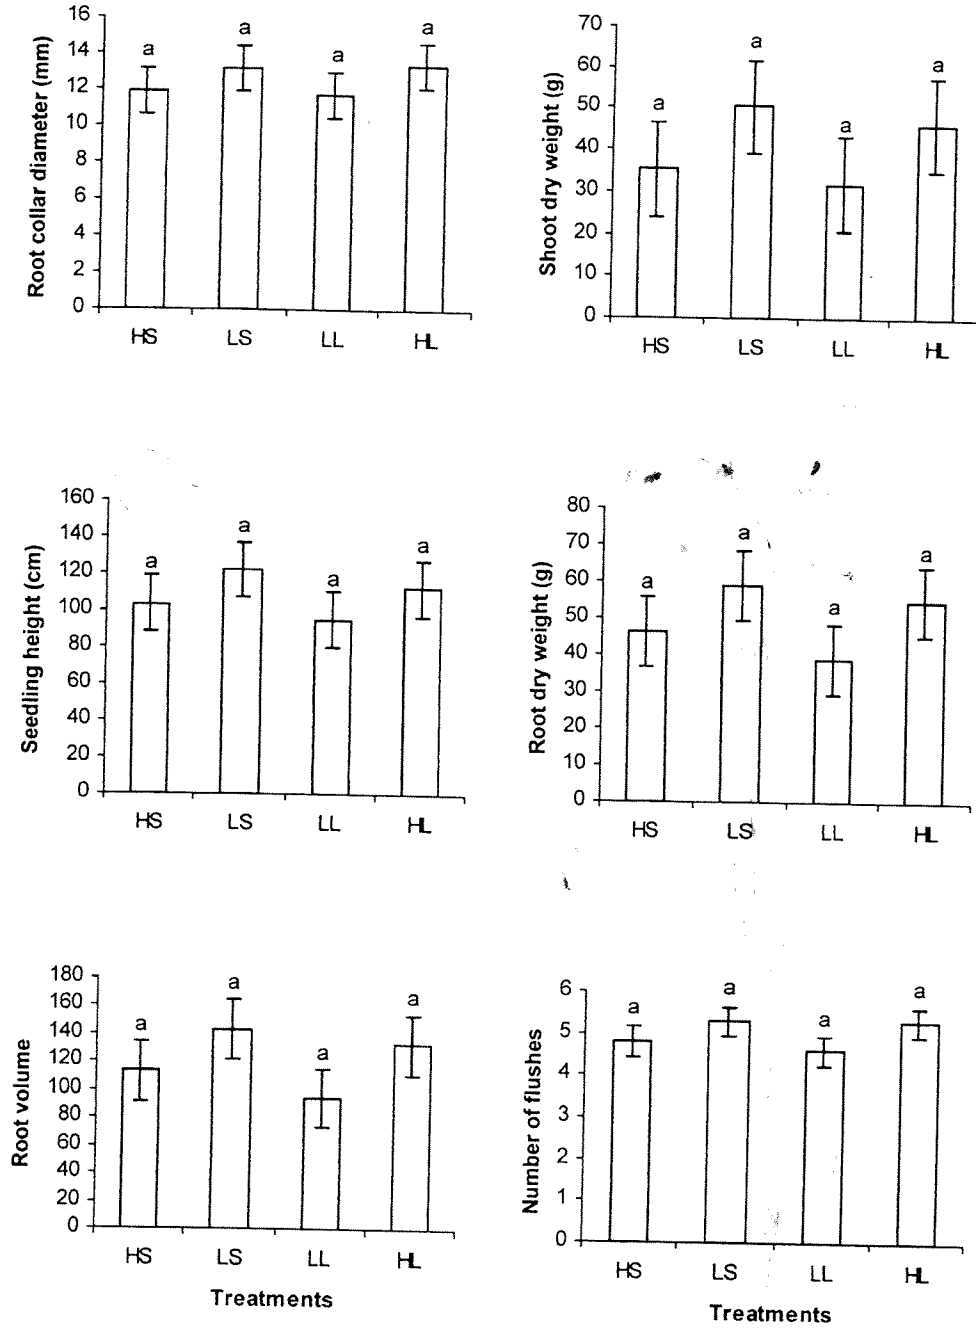 Root collar diameter (mm)
16
14
12
10
8
6
4
2
0
a a a a
HS LS LL HL
Shoot dry weight (g)
70
60
50
40
30
20
10
0
a a a a
HS LS LL HL
Seedling height (cm)
160
140
120
100
80
60
40
20
0
a a a a
HS LS LL HL
Root dry weight (g)
80
70
60
50
40
30
20
10
0
a a a a
HS LS LL HL
Root volume
180
160
140
120
100
80
60
40
20
0
a a a a
HS LS LL HL
Treatments
Number of flushes
6
5
4
3
2
1
0
a a a a
HS LS LL HL
Treatments